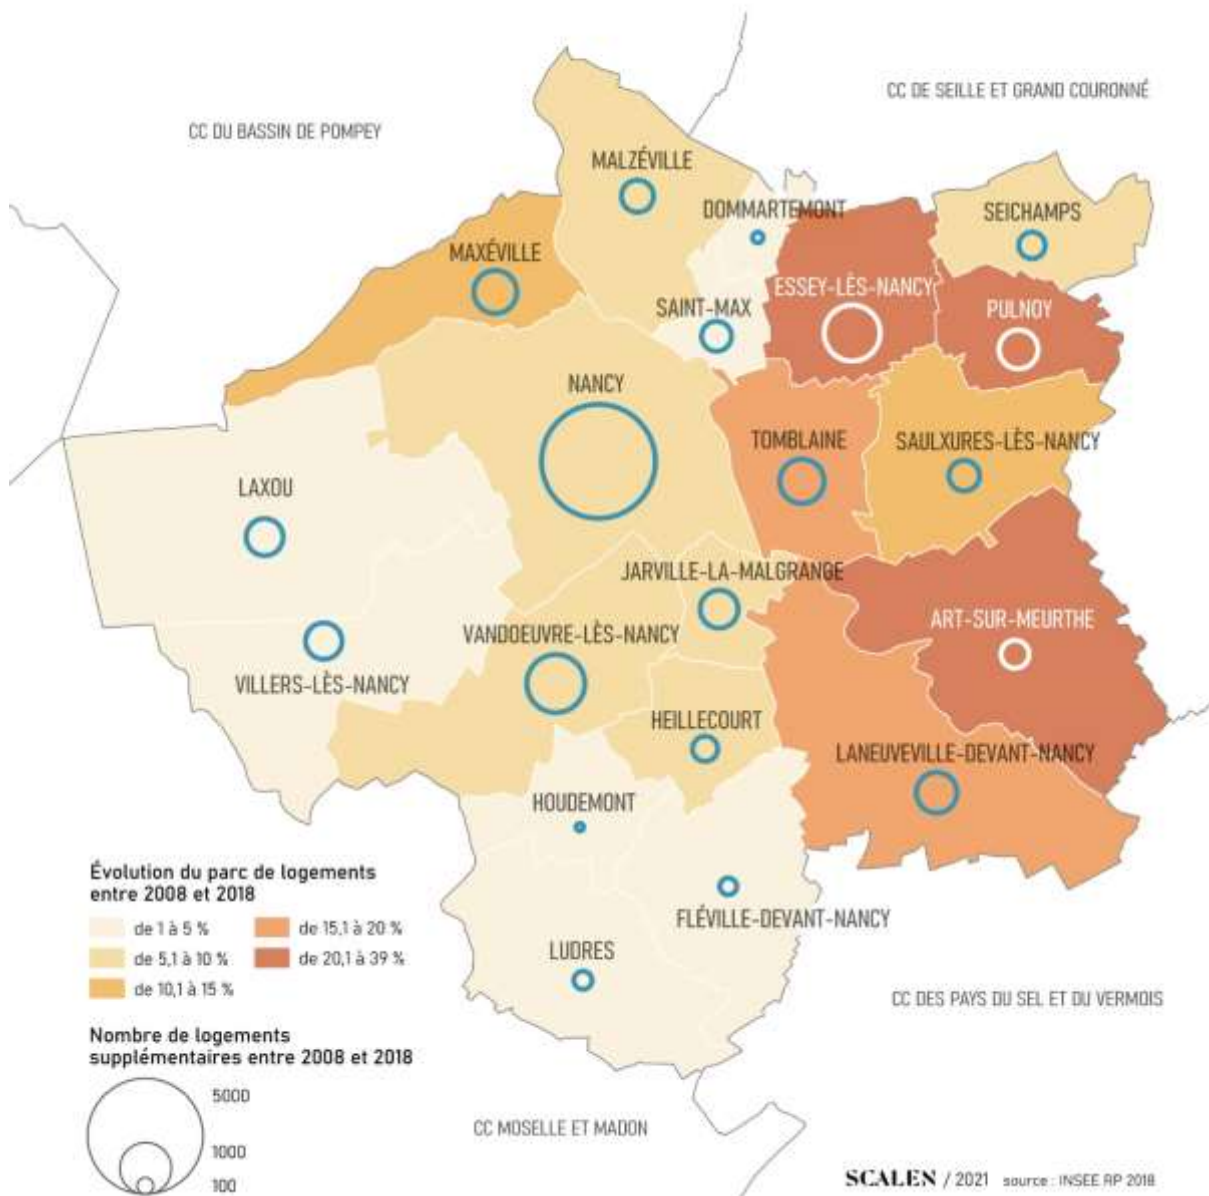 CC DE SEILLE ET GRAND COURONNÉ
CC DU BASSIN DE POMPEY
MALZÉVILLE
DOMMARTEMONT
SEICHAMPS
MAXÉVILLE
ESSEY-LÈS-NANCY
SAINT-MAX
PULNOY
NANCY
TOMBLAINE
SAULXURES-LÈS-NANCY
LAXOU
JARVILLE-LA-MALGRANGE
ART-SUR-MEURTHE
VANDOEUVRE-LÈS-NANCY
VILLERS-LÈS-NANCY
HEILLECOURT
LANEUVEVILLE-DEVANT-NANCY
HOUDEMONT
FLÉVILLE-DEVANT-NANCY
LUDRES
Évolution du parc de logements
entre 2008 et 2018
de 1 à 5 %
de 5,1 à 10 %
de 10,1 à 15 %
de 15,1 à 20 %
de 20,1 à 39 %
CC DES PAYS DU SEL ET DU VERMOIS
Nombre de logements
supplémentaires entre 2008 et 2018
5000
1000
100
CC MOSELLE ET MADON
SCALEN / 2021 source : INSEE RP 2018